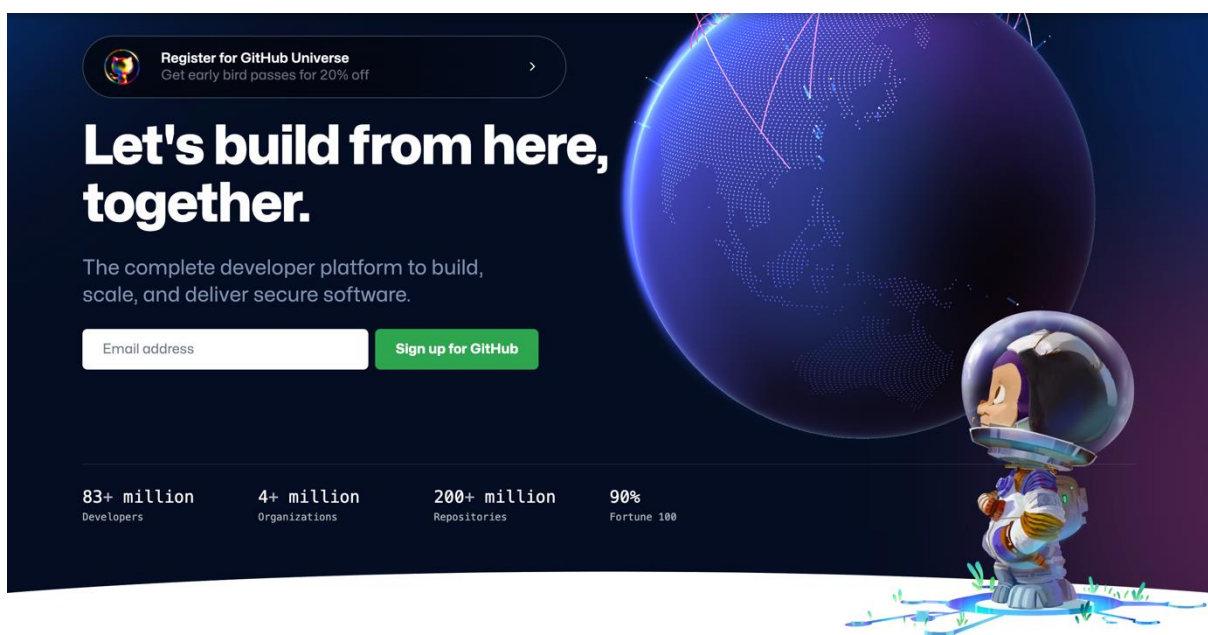 Register for GitHub Universe
Get early bird passes for 20% off
Let's build from here,
together.
The complete developer platform to build,
scale, and deliver secure software.
Email address
Sign up for GitHub
83+ million
Developers
4+ million
Organizations
200+ million
Repositories
90%
Fortune 100